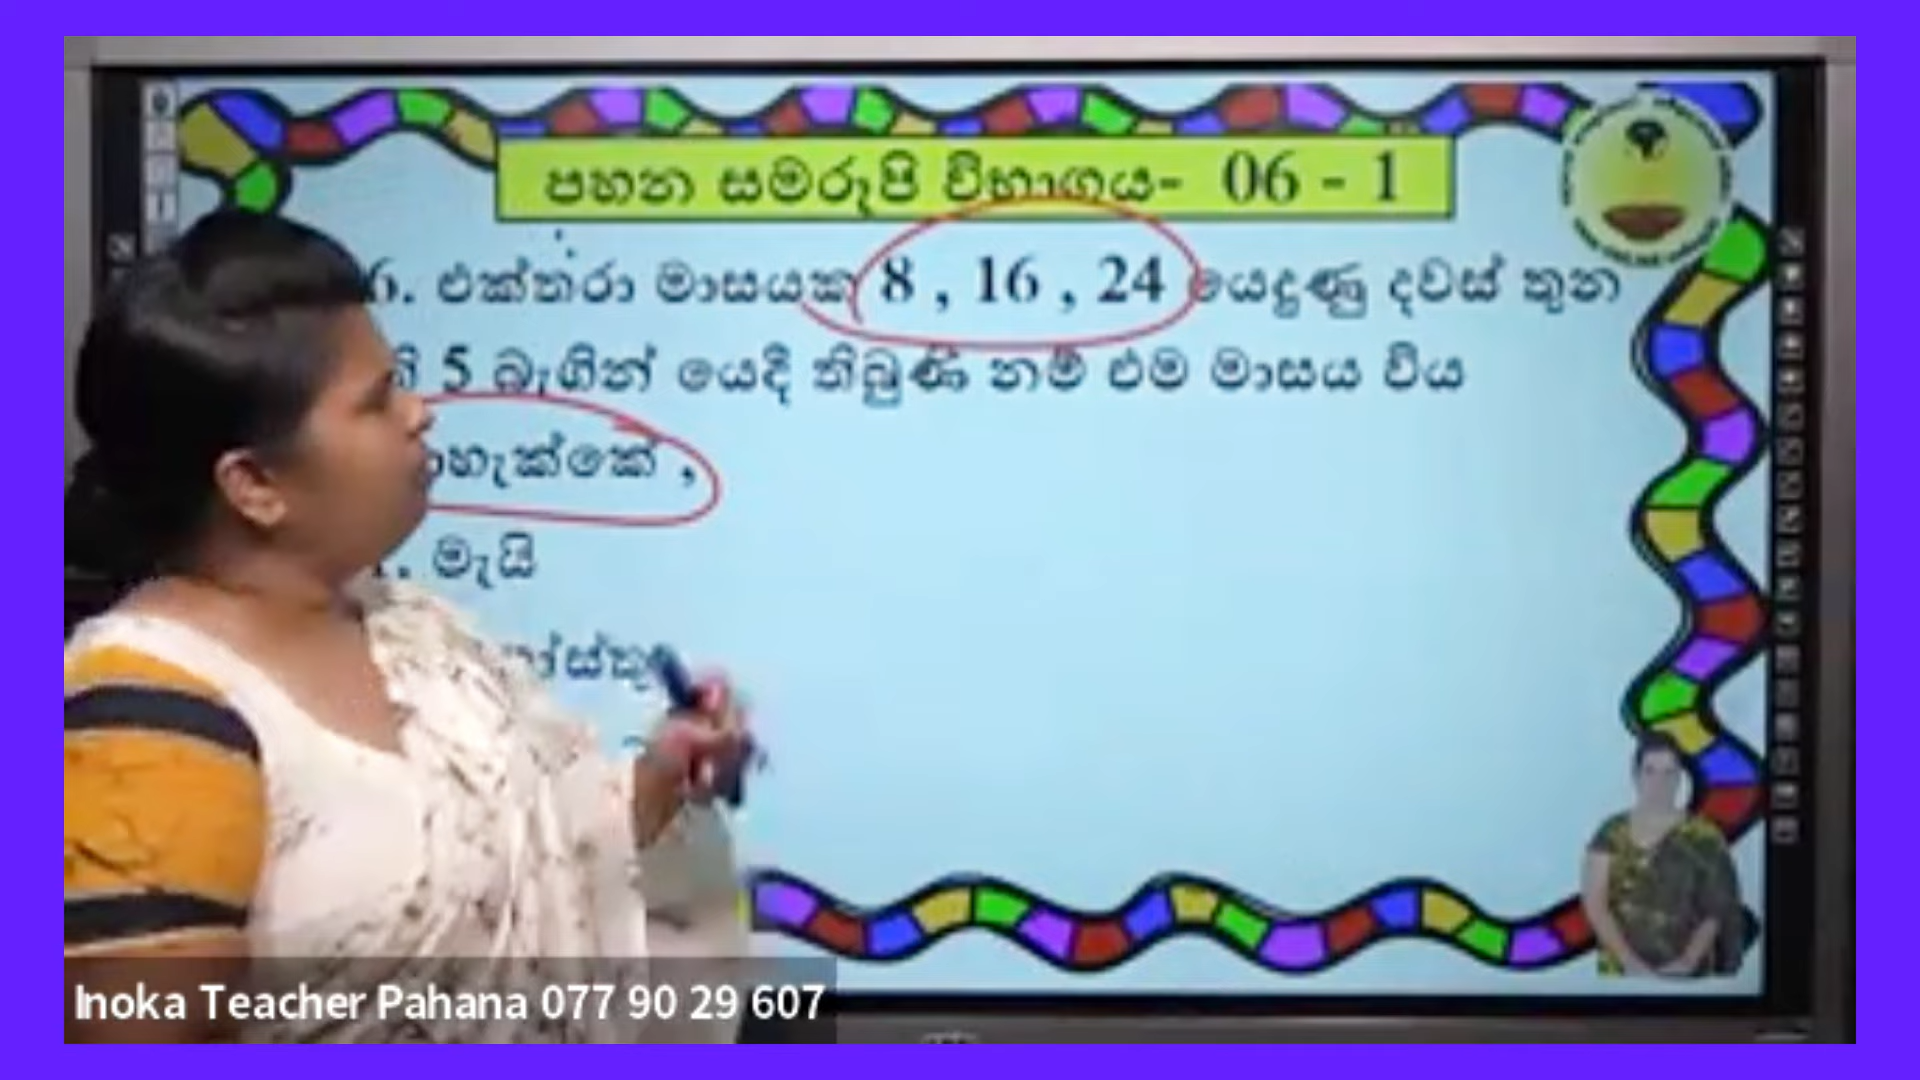 පහන සමරූපී විභාගය- 06 - 1
6. එක්තරා මාසයක 8 , 16 , 24 යෙදුණු දවස් තුන
5 බැගින් යෙදී තිබුණි නම් එම මාසය විය
නොහැක්කේ ,
1. මැයි
Inoka Teacher Pahana 077 90 29 607